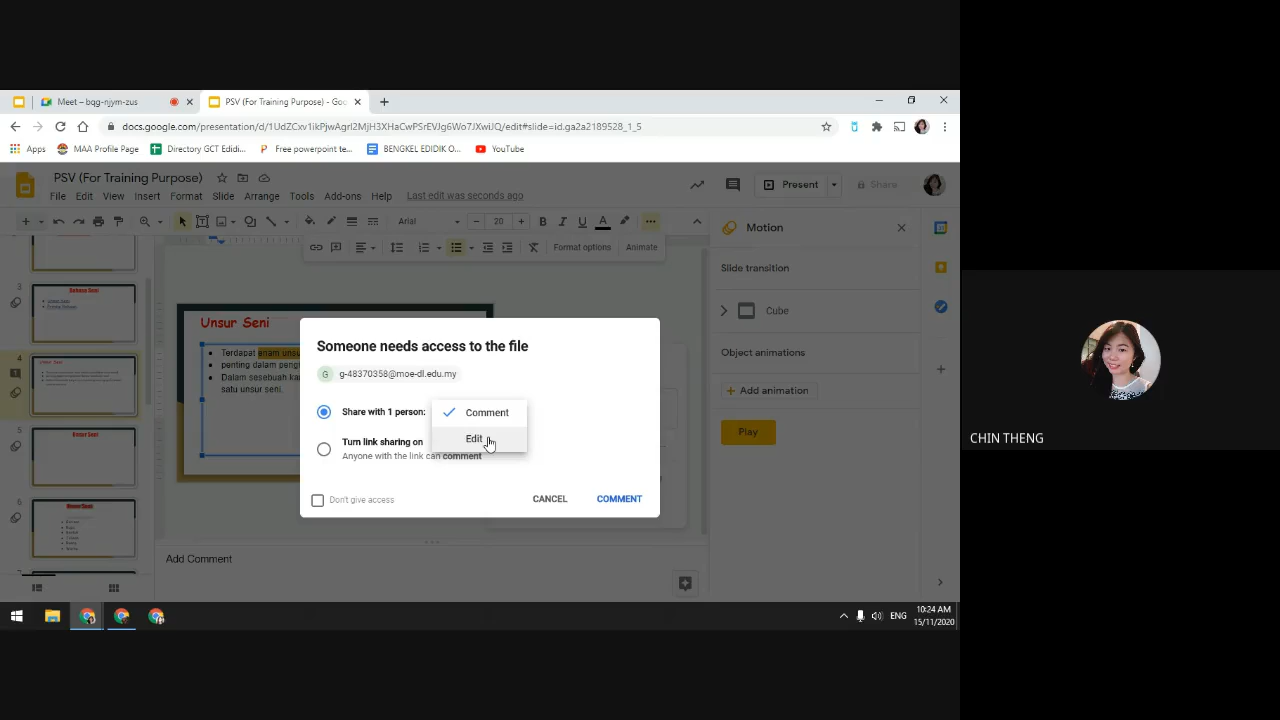 Meet – bqg-njym-zus
PSV (For Training Purpose) - Goo
docs.google.com/presentation/d/1UdZCxv1ikPjwAgrl2MjH3XHaCwPSrEVJg6Wo7JXwiJQ/edit#slide=id.ga2a2189528_1_5
Apps MAA Profile Page Directory GCT Edidi... Free powerpoint te... BENGKEL EDIDIK O... YouTube
PSV (For Training Purpose)
File Edit View Insert Format Slide Arrange Tools Add-ons Help Last edit was seconds ago
Present Share
Arial 20
Format options Animate
Motion
Slide transition
Cube
Object animations
+ Add animation
Play
3
4
5
6
Unsur Seni
Terdapat enam unsu
penting dalam peng
Dalam sesebuah ka
satu unsur seni.
Someone needs access to the file
G g-48370358@moe-dl.edu.my
Share with 1 person:
Comment
Edit
Turn link sharing on
Anyone with the link can comment
Don't give access
CANCEL COMMENT
Add Comment
CHIN THENG
ENG
10:24 AM
15/11/2020